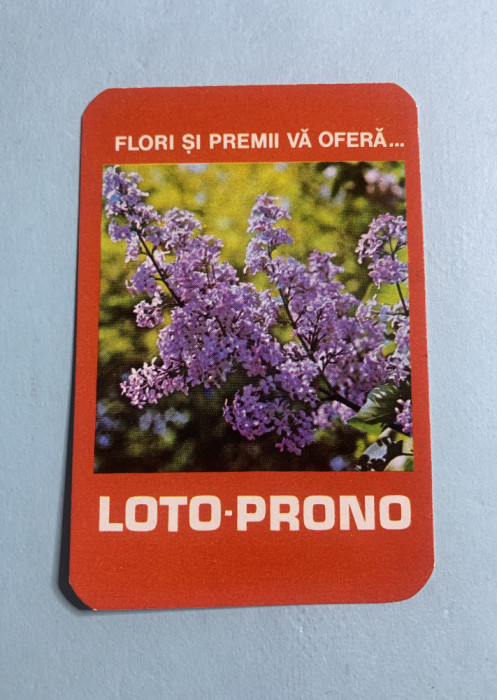 FLORI ȘI PREMII VĂ OFERĂ...
LOTO-PRONO